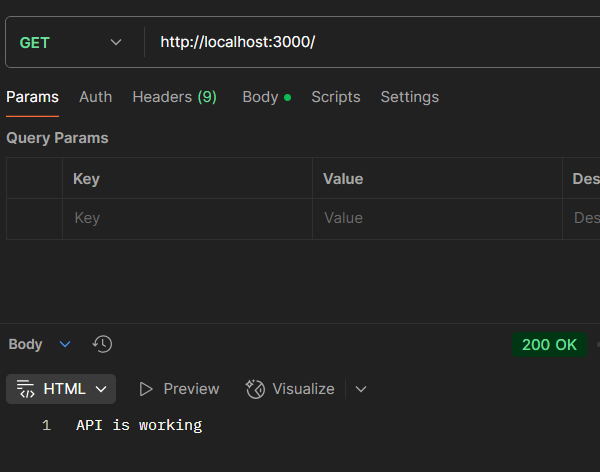 GET http://localhost:3000/
Params Auth Headers (9) Body Scripts Settings
Query Params
Key Value Des
Key Value Des
Body 200 OK
HTML Preview Visualize
1 API is working